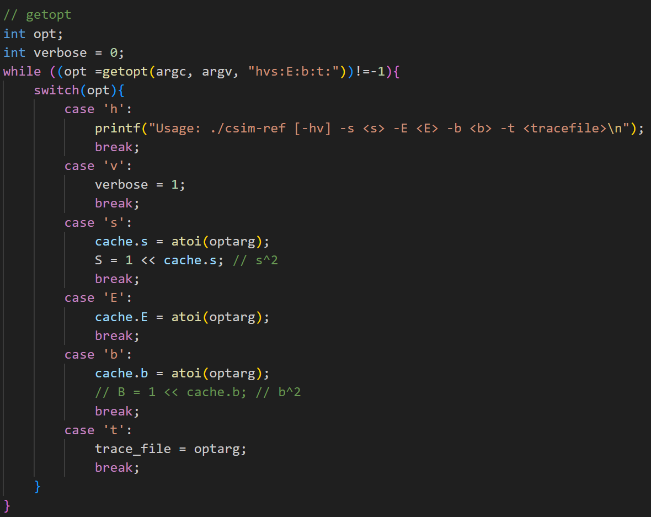 // getopt
int opt;
int verbose = 0;
while ((opt =getopt(argc, argv, "hvs:E:b:t:"))!=-1){
    switch(opt){
        case 'h':
            printf("Usage: ./csim-ref [-hv] -s <s> -E <E> -b <b> -t <tracefile>\n");
            break;
        case 'v':
            verbose = 1;
            break;
        case 's':
            cache.s = atoi(optarg);
            S = 1 << cache.s; // s^2
            break;
        case 'E':
            cache.E = atoi(optarg);
            break;
        case 'b':
            cache.b = atoi(optarg);
            // B = 1 << cache.b; // b^2
            break;
        case 't':
            trace_file = optarg;
            break;
    }
}